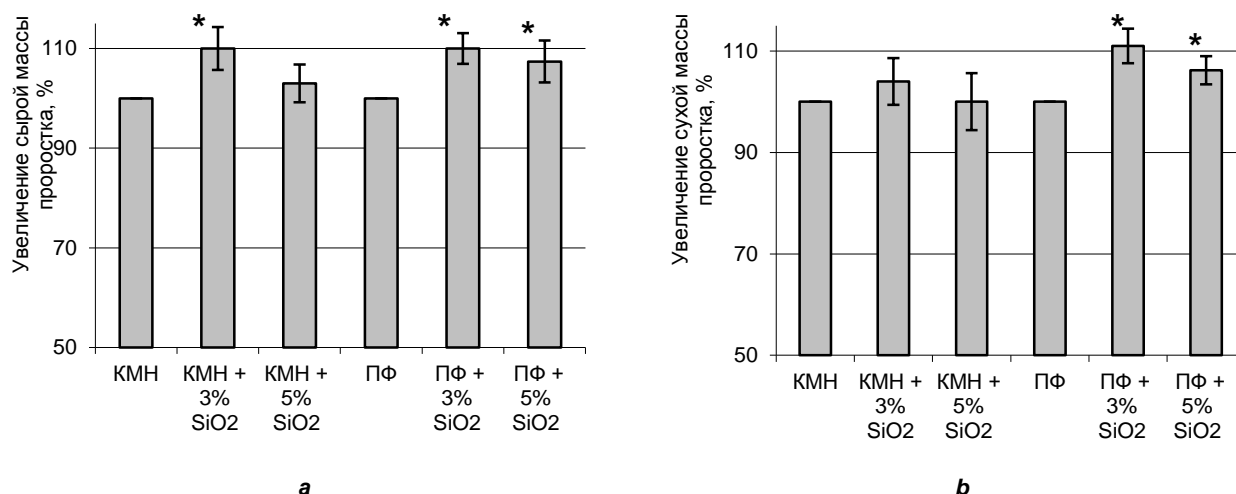 Увеличение сырой массы
проростка, %
110
90
70
50
*
*
*
КМН
КМН +
3%
SiO2
КМН +
5%
SiO2
ПФ
ПФ +
3%
SiO2
ПФ +
5%
SiO2
a
Увеличение сухой массы
проростка, %
110
90
70
50
*
*
КМН
КМН +
3%
SiO2
КМН +
5%
SiO2
ПФ
ПФ +
3%
SiO2
ПФ +
5%
SiO2
b